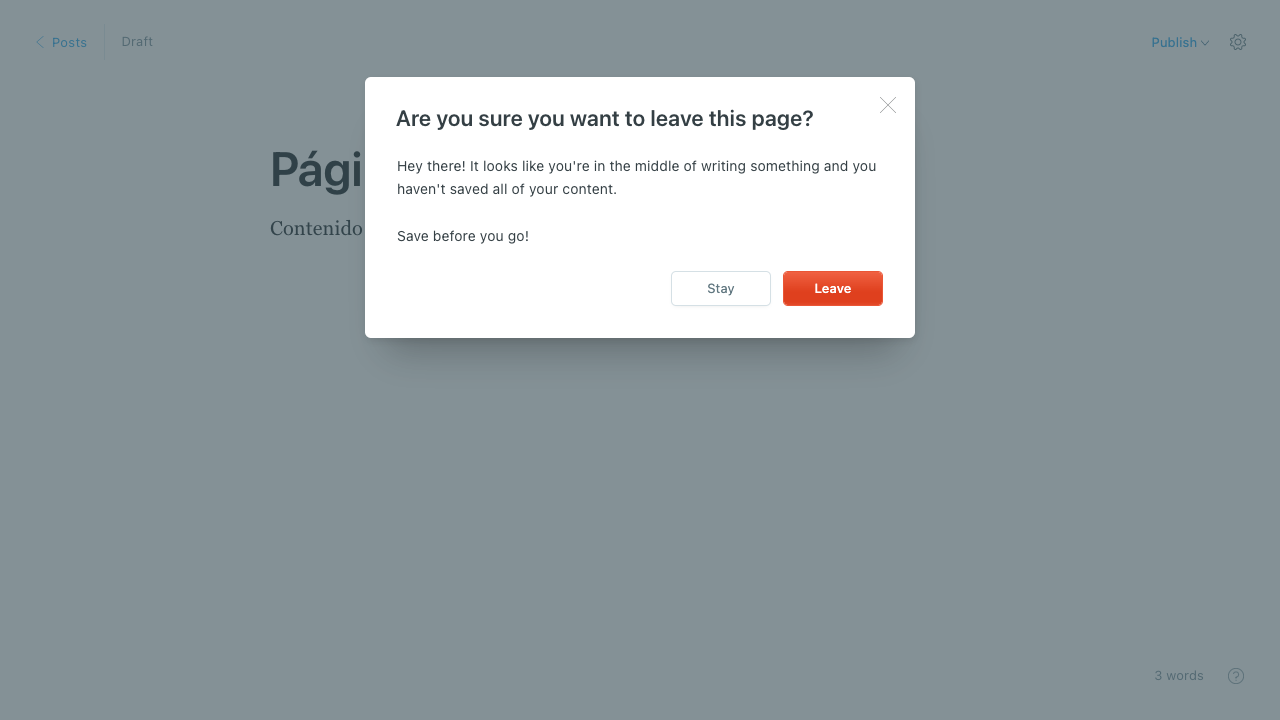 Posts
Draft
Publish
Are you sure you want to leave this page?
Hey there! It looks like you're in the middle of writing something and you
haven't saved all of your content.
Save before you go!
Stay
Leave
Contenido
3 words